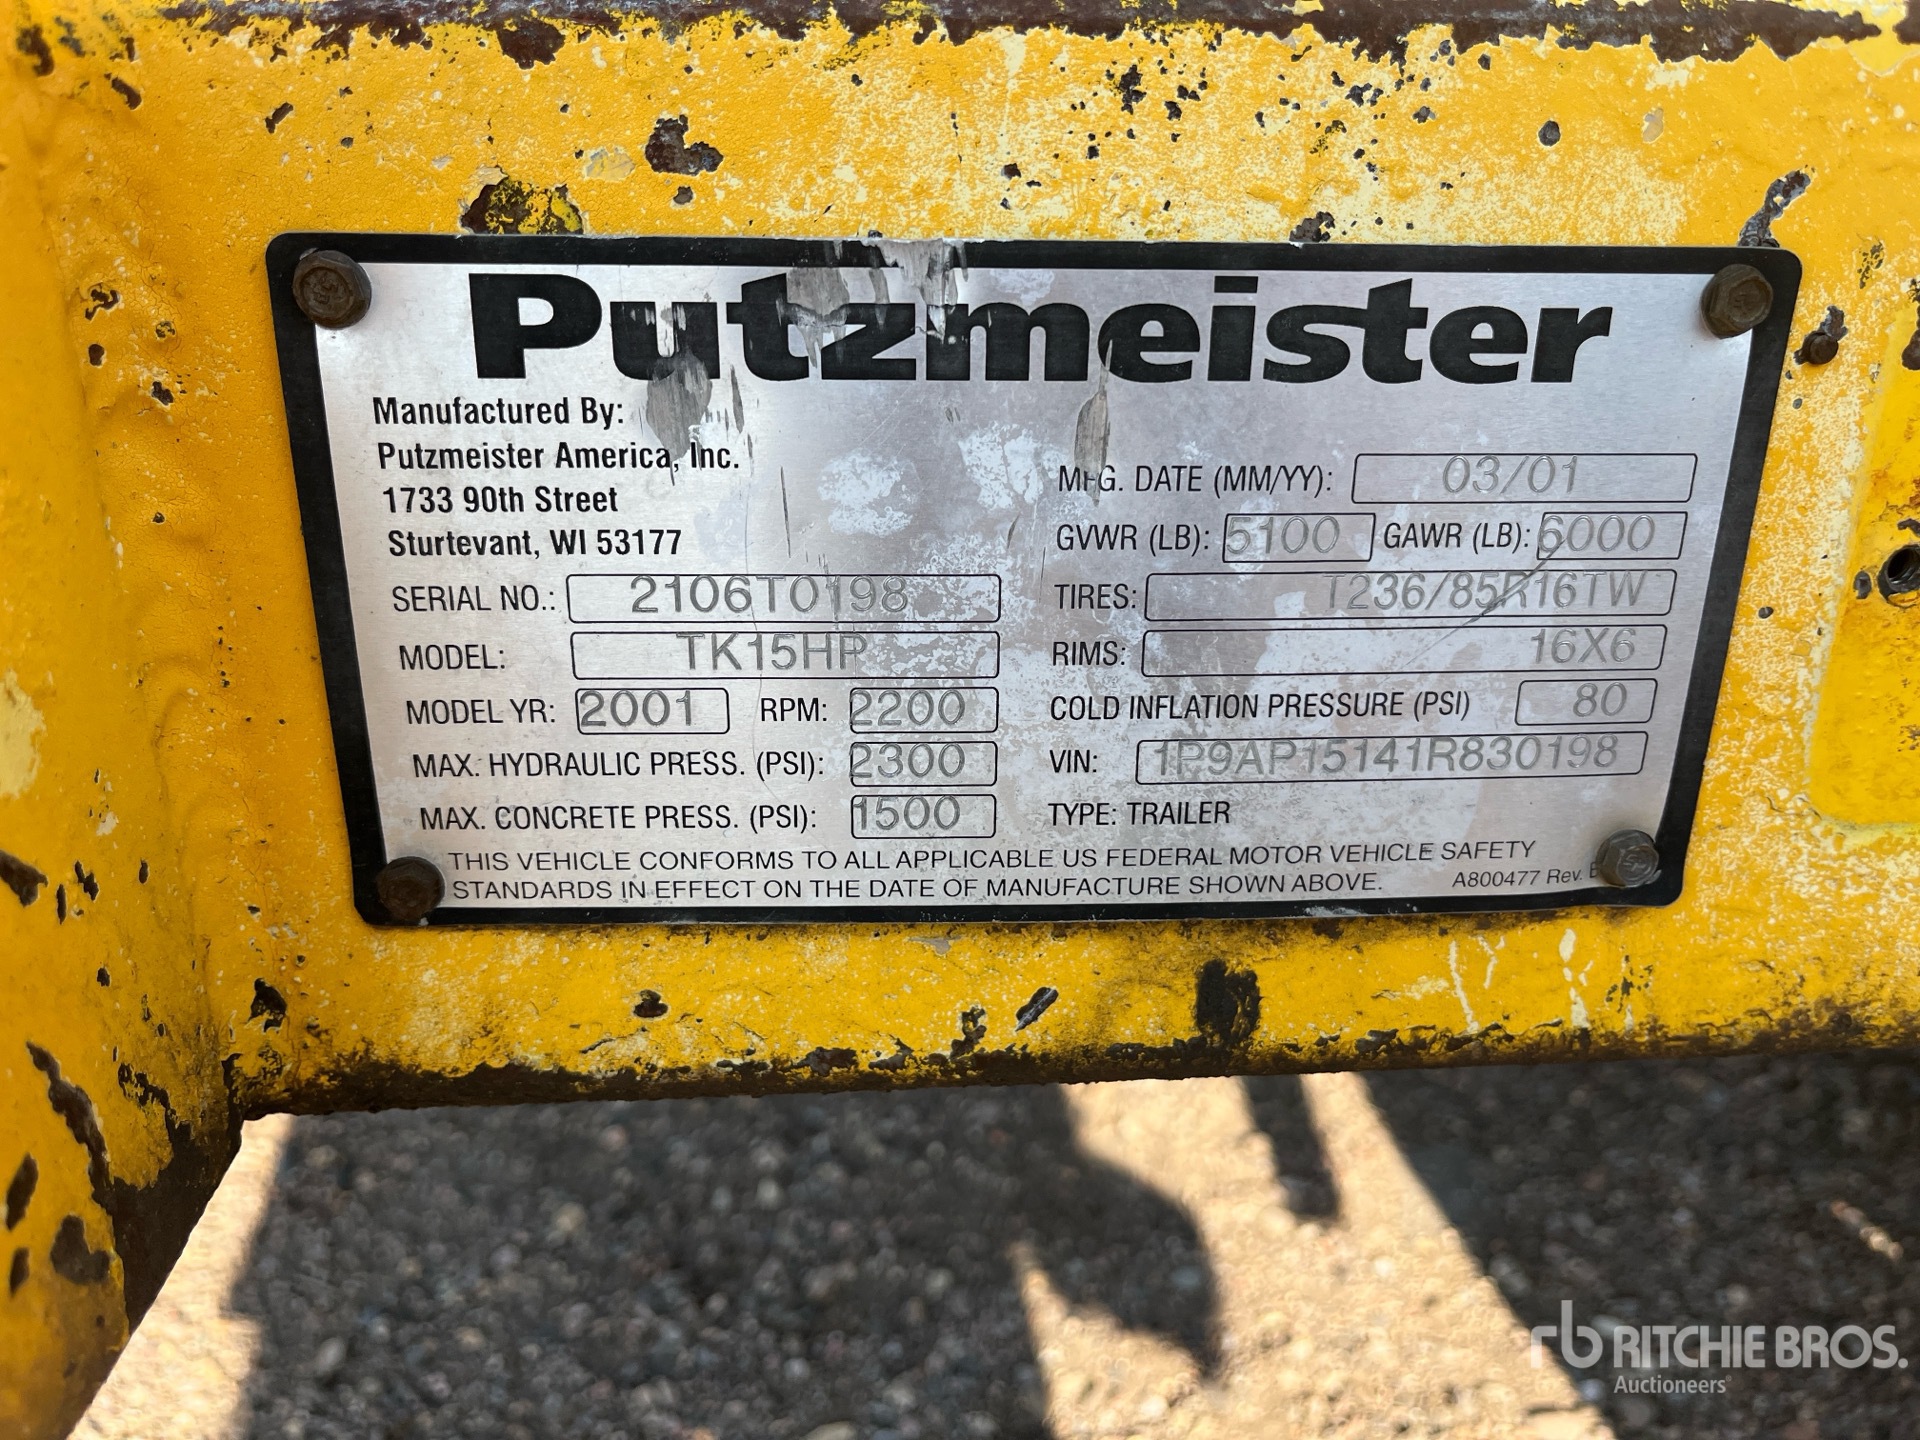 Putzmeister
Manufactured By:
Putzmeister America, Inc.
1733 90th Street
Sturtevant, WI 53177
SERIAL NO.: 2106T0198
MODEL: TK15HP
MODEL YR: 2001 RPM: 2200
MAX. HYDRAULIC PRESS. (PSI): 2300
MAX. CONCRETE PRESS. (PSI): 1500
MFG. DATE (MM/YY): 03/01
GVWR (LB): 5100 GAWR (LB): 6000
TIRES: T236/85R16TW
RIMS: 16X6
COLD INFLATION PRESSURE (PSI) 80
VIN: 1P9AP15141R830198
TYPE: TRAILER
THIS VEHICLE CONFORMS TO ALL APPLICABLE US FEDERAL MOTOR VEHICLE SAFETY
STANDARDS IN EFFECT ON THE DATE OF MANUFACTURE SHOWN ABOVE.
A800477 Rev.
rb RITCHIE BROS.
Auctioneers